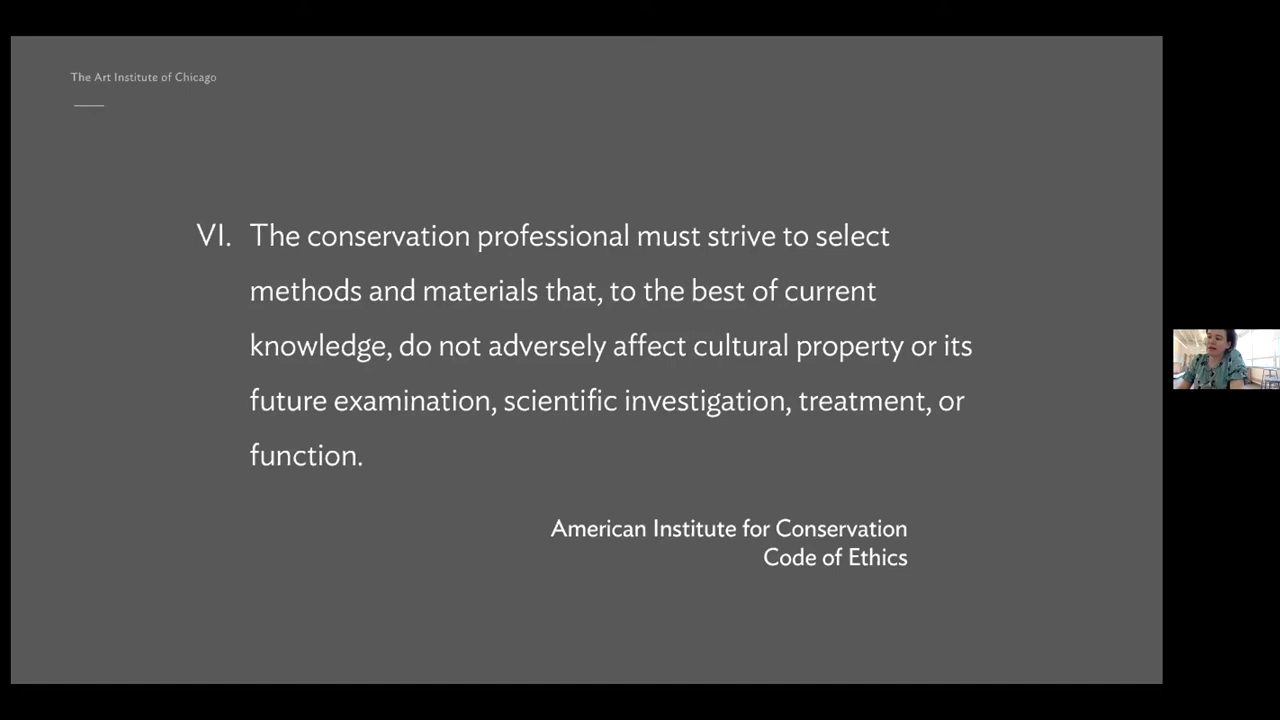 The Art Institute of Chicago
VI. The conservation professional must strive to select
methods and materials that, to the best of current
knowledge, do not adversely affect cultural property or its
future examination, scientific investigation, treatment, or
function.
American Institute for Conservation
Code of Ethics